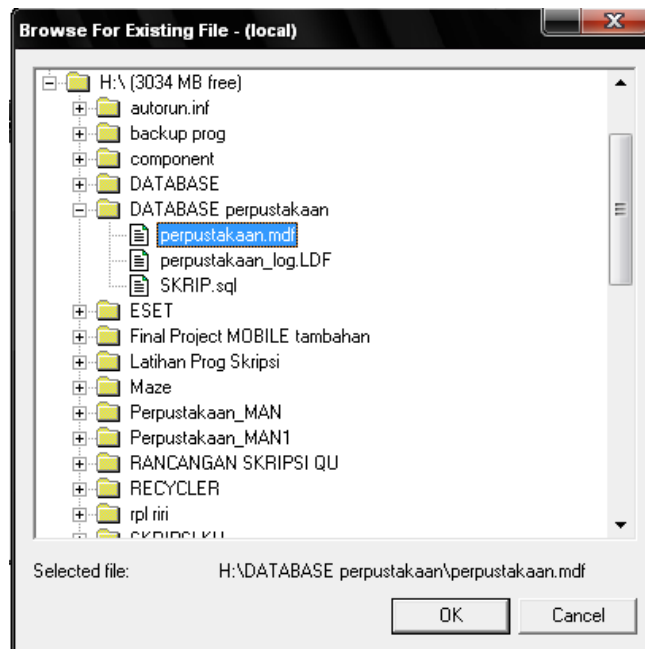 Browse For Existing File - (local)
H:\ (3034 MB free)
autorun.inf
backup prog
component
DATABASE
DATABASE perpustakaan
perpustakaan.mdf
perpustakaan_log.LDF
SKRIP.sql
ESET
Final Project MOBILE tambahan
Latihan Prog Skripsi
Maze
Perpustakaan_MAN
Perpustakaan_MAN1
RANCANGAN SKRIPSI QU
RECYCLER
rpl riri
Selected file: H:\DATABASE perpustakaan\perpustakaan.mdf
OK Cancel